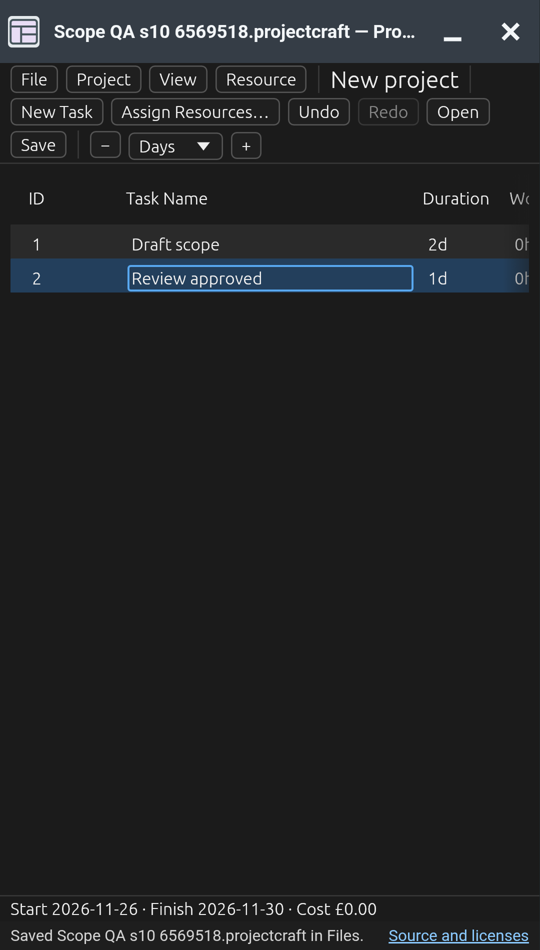 Scope QA s10 6569518.projectcraft — Pro…
File Project View Resource New project
New Task Assign Resources… Undo Redo Open
Save − Days +
ID Task Name Duration
1 Draft scope 2d 0h
2 Review approved 1d 0h
Start 2026-11-26 · Finish 2026-11-30 · Cost £0.00
Saved Scope QA s10 6569518.projectcraft in Files. Source and licenses